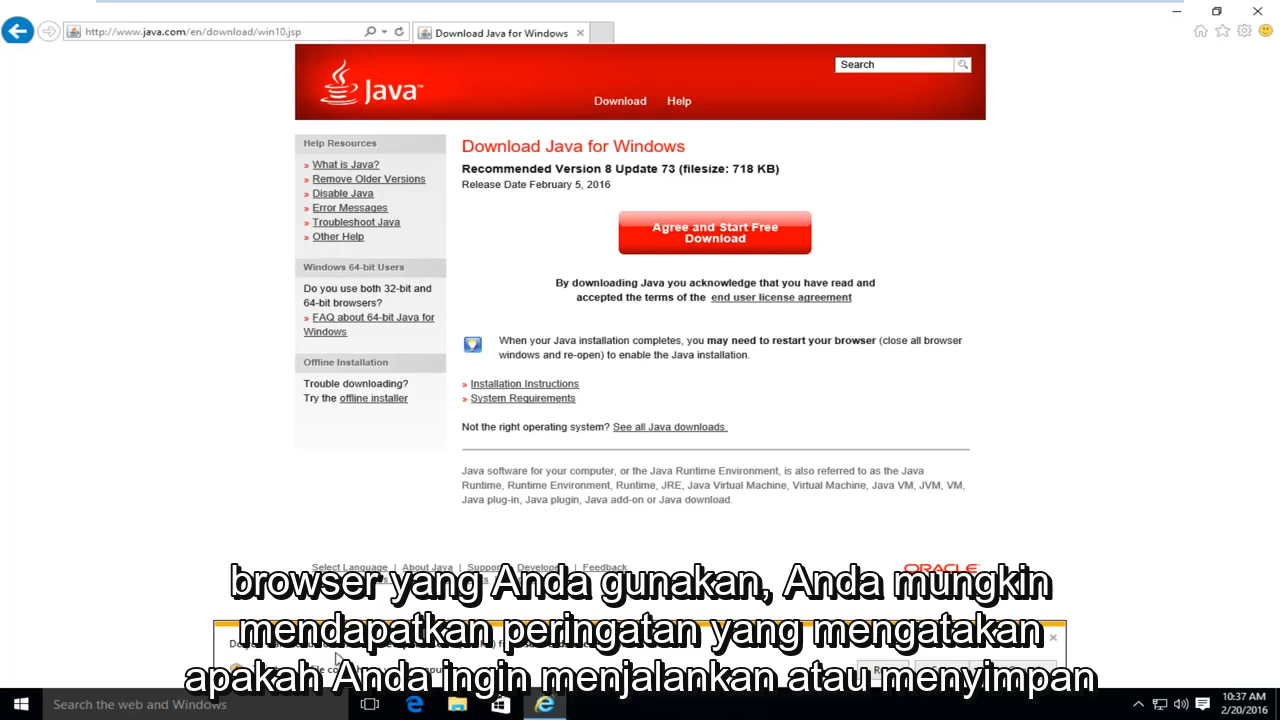 http://www.java.com/en/download/win10.jsp
Download Java for Windows
Java
Search
Download
Help
Help Resources
» What is Java?
» Remove Older Versions
» Disable Java
» Error Messages
» Troubleshoot Java
» Other Help
Windows 64-bit Users
Do you use both 32-bit and
64-bit browsers?
» FAQ about 64-bit Java for
Windows
Offline Installation
Trouble downloading?
Try the offline installer
Download Java for Windows
Recommended Version 8 Update 73 (filesize: 718 KB)
Release Date February 5, 2016
Agree and Start Free
Download
By downloading Java you acknowledge that you have read and
accepted the terms of the end user license agreement
When your Java installation completes, you may need to restart your browser (close all browser
windows and re-open) to enable the Java installation.
» Installation Instructions
» System Requirements
Not the right operating system? See all Java downloads.
Java software for your computer, or the Java Runtime Environment, is also referred to as the Java
Runtime, Runtime Environment, Runtime, JRE, Java Virtual Machine, Virtual Machine, Java VM, JVM, VM,
Java plug-in, Java plugin, Java add-on or Java download.
Select Language | About Java | Support | Developers | Feedback
ORACLE
browser yang Anda gunakan, Anda mungkin
mendapatkan peringatan yang mengatakan
apakah Anda ingin menjalankan atau menyimpan
Search the web and Windows
10:37 AM
2/20/2016